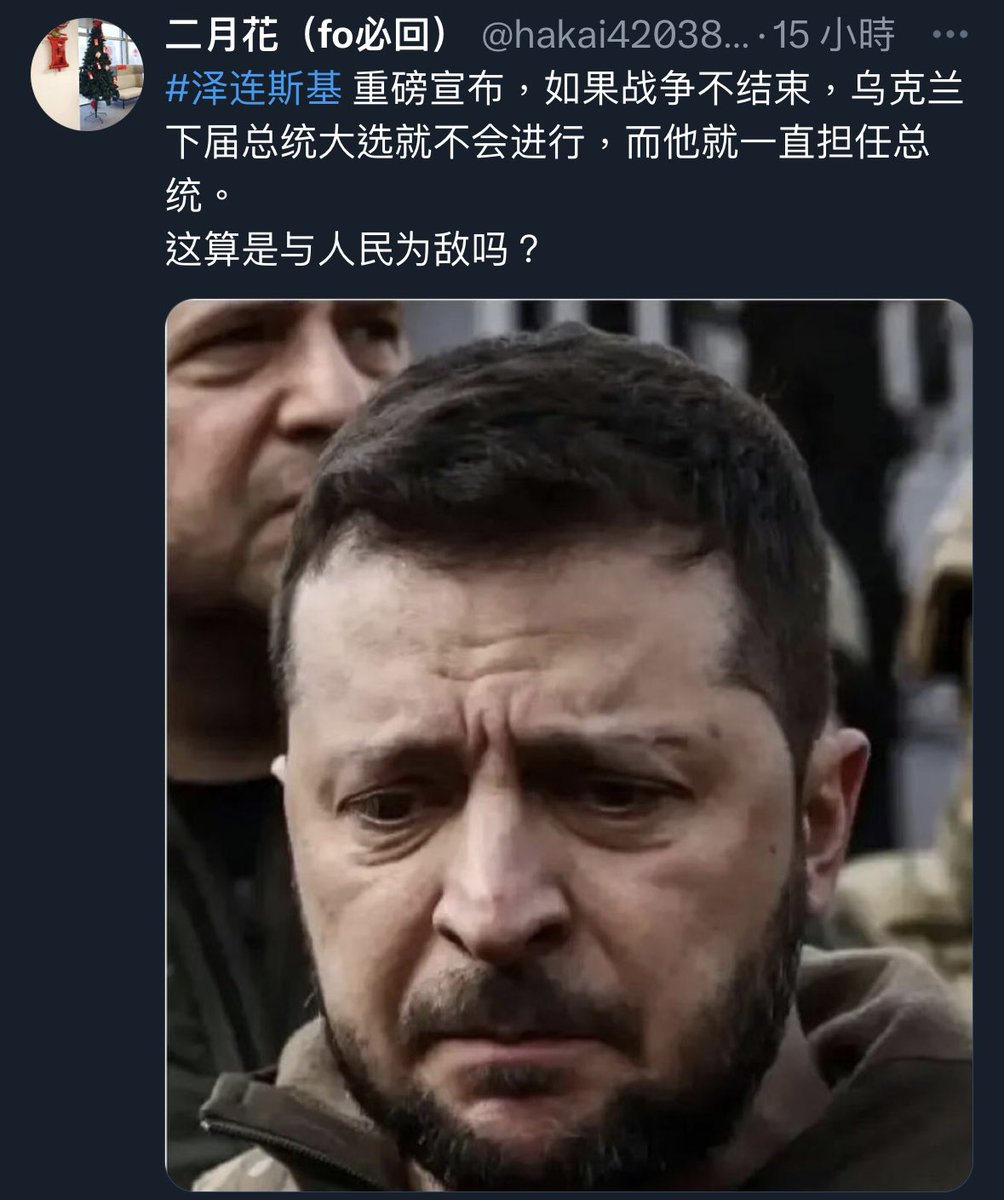 二月花（fo必回） @hakai42038... · 15 小時
#泽连斯基 重磅宣布，如果战争不结束，乌克兰
下届总统大选就不会进行，而他就一直担任总
统。
这算是与人民为敌吗？